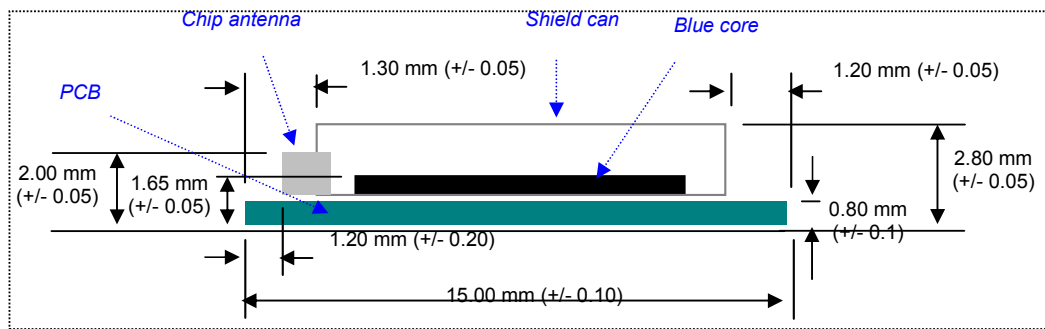 Chip antenna
Shield can
Blue core
1.30 mm (+/- 0.05)
1.20 mm (+/- 0.05)
PCB
2.00 mm
(+/- 0.05)
1.65 mm
(+/- 0.05)
2.80 mm
(+/- 0.05)
0.80 mm
(+/- 0.1)
1.20 mm (+/- 0.20)
15.00 mm (+/- 0.10)